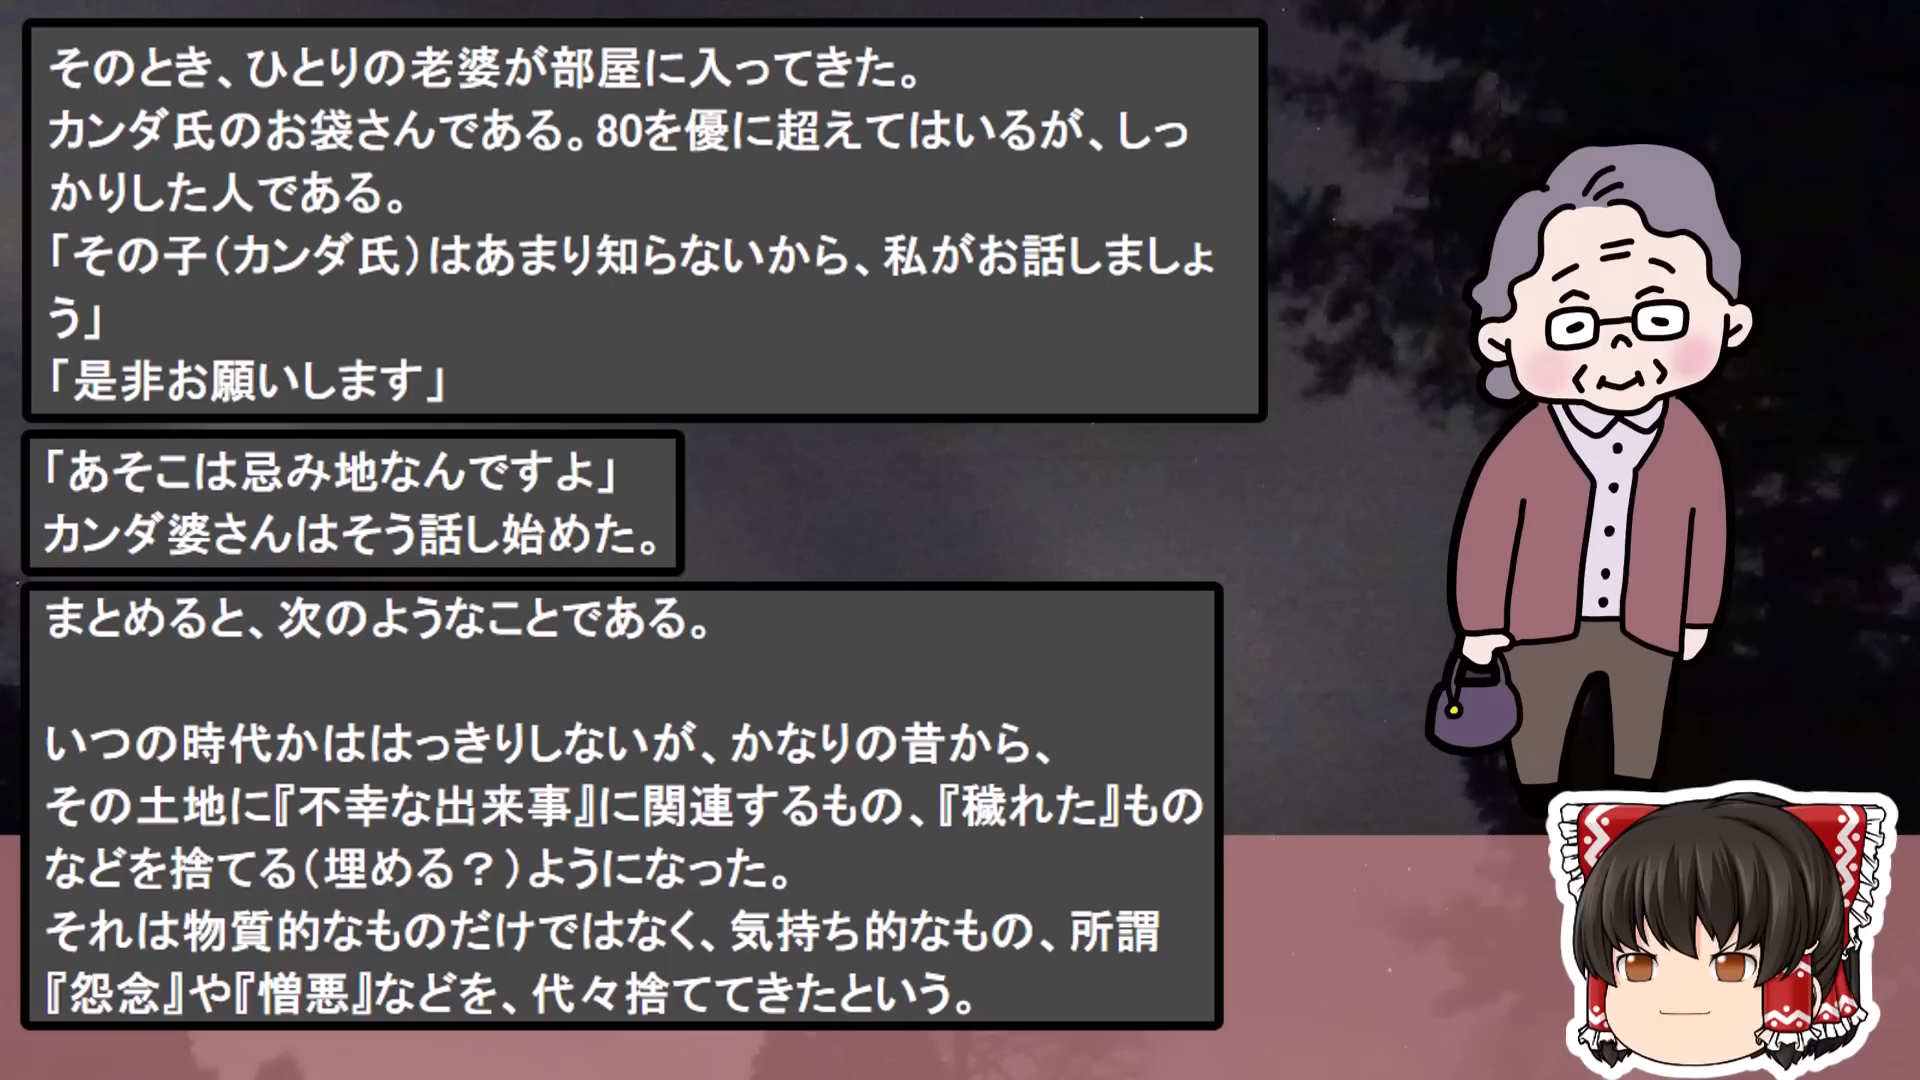 そのとき、ひとりの老婆が部屋に入ってきた。
カンダ氏のお袋さんである。80を優に超えてはいるが、しっ
かりした人である。
「その子（カンダ氏）はあまり知らないから、私がお話しましょ
う」
「是非お願いします」
「あそこは忌み地なんですよ」
カンダ婆さんはそう話し始めた。
まとめると、次のようなことである。
いつの時代かははっきりしないが、かなりの昔から、
その土地に『不幸な出来事』に関連するもの、『穢れた』もの
などを捨てる（埋める？）ようになった。
それは物質的なものだけではなく、気持ち的なもの、所謂
『怨念』や『憎悪』などを、代々捨ててきたという。